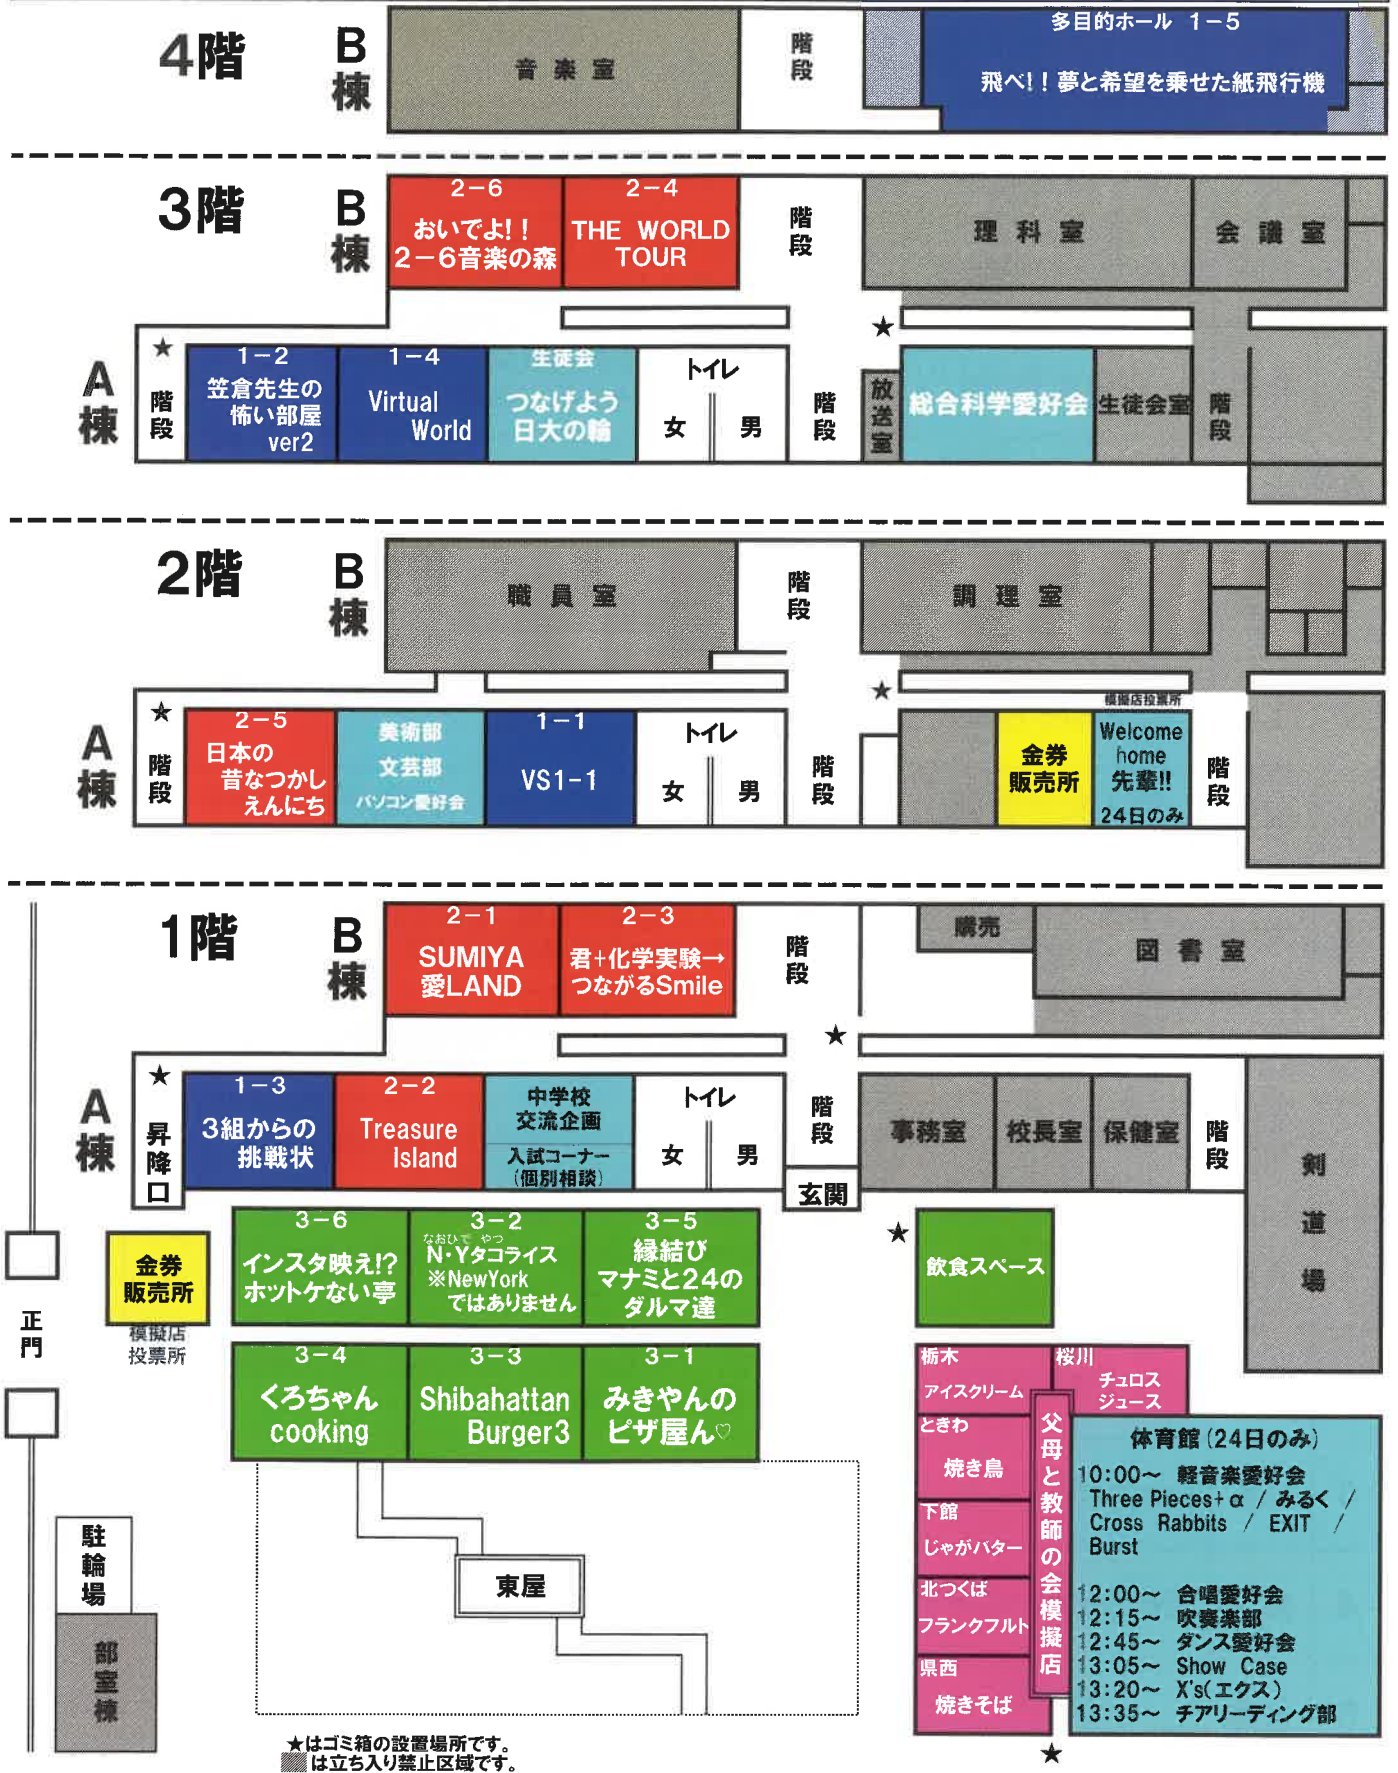 4階
B棟
音楽室
階段
多目的ホール 1-5
飛べ!!夢と希望を乗せた紙飛行機
3階
B棟
2-6
おいでよ!!
2-6音楽の森
2-4
THE WORLD
TOUR
階段
理科室
会議室
A棟
★
階段
1-2
笠倉先生の
怖い部屋
ver2
1-4
Virtual
World
生徒会
つなげよう
日大の輪
トイレ
女
男
階段
★
放送室
総合科学愛好会
生徒会室
階段
2階
B棟
職員室
階段
調理室
A棟
★
階段
2-5
日本の
昔なつかし
えんにち
美術部
文芸部
パソコン愛好会
1-1
VS1-1
トイレ
女
男
階段
★
金券
販売所
模擬店投票所
Welcome
home
先輩!!
24日のみ
階段
1階
B棟
2-1
SUMIYA
愛LAND
2-3
君+化学実験→
つながるSmile
階段
購売
図書室
★
A棟
★
昇降口
1-3
3組からの
挑戦状
2-2
Treasure
Island
中学校
交流企画
入試コーナー
(個別相談)
トイレ
女
男
階段
玄関
事務室
校長室
保健室
階段
剣道場
正門
金券
販売所
模擬店
投票所
3-6
インスタ映え!?
ホットケない亭
3-2
なおひで やつ
N・Yタコライス
※NewYork
ではありません
3-5
縁結び
マナミと24の
ダルマ達
★
飲食スペース
3-4
くろちゃん
cooking
3-3
Shibahattan
Burger3
3-1
みきやんの
ピザ屋ん♡
栃木
アイスクリーム
桜川
チュロス
ジュース
ときわ
焼き鳥
下館
じゃがバター
北つくば
フランクフルト
県西
焼きそば
父母と教師の会模擬店
体育館(24日のみ)
10:00~ 軽音楽愛好会
Three Pieces+α / みるく /
Cross Rabbits / EXIT /
Burst
12:00~ 合唱愛好会
12:15~ 吹奏楽部
12:45~ ダンス愛好会
13:05~ Show Case
13:20~ X's(エクス)
13:35~ チアリーディング部
★
東屋
駐輪場
部室棟
★はゴミ箱の設置場所です。
は立ち入り禁止区域です。